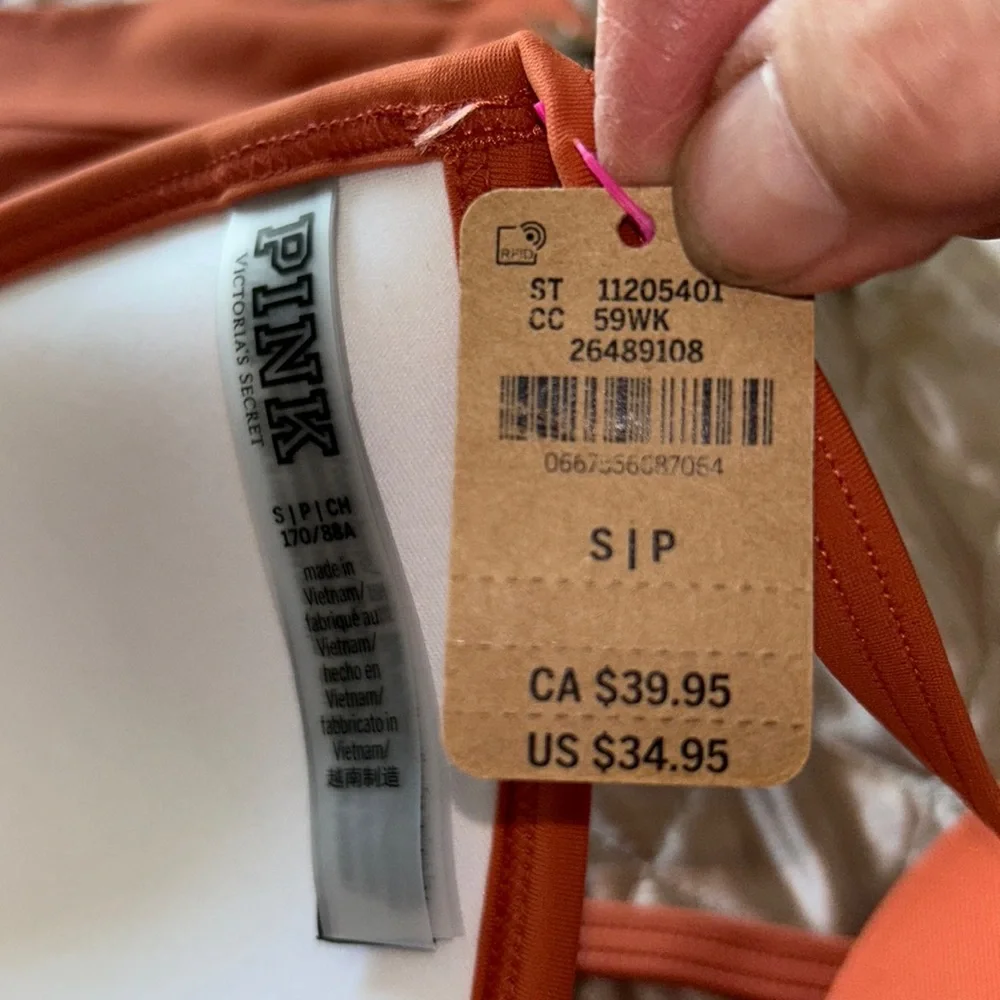 PINK
VICTORIA'S SECRET
S|P|CH
170/88A
made in
Vietnam/
fabriqué au
Vietnam/
hecho en
Vietnam/
fabbricato in
Vietnam/
越南制造
RFID
ST 11205401
CC 59WK
26489108
S|P
CA $39.95
US $34.95